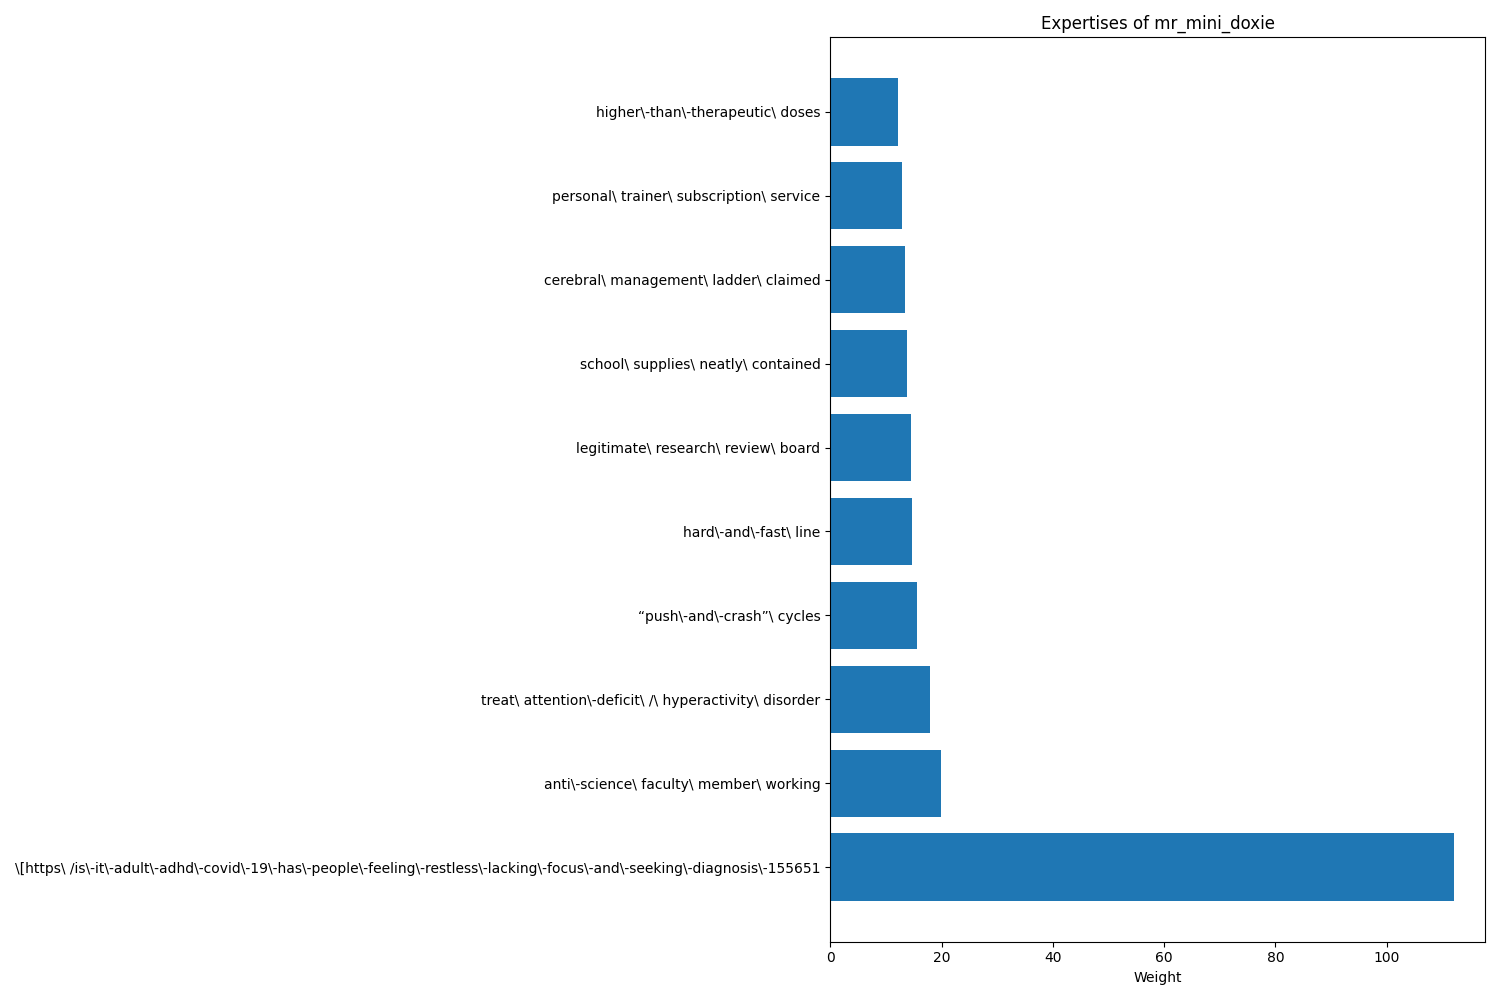 Expertises of mr_mini_doxie
higher\-than\-therapeutic\ doses
personal\ trainer\ subscription\ service
cerebral\ management\ ladder\ claimed
school\ supplies\ neatly\ contained
legitimate\ research\ review\ board
hard\-and\-fast\ line
“push\-and\-crash”\ cycles
treat\ attention\-deficit\ /\ hyperactivity\ disorder
anti\-science\ faculty\ member\ working
\[https\ /is\-it\-adult\-adhd\-covid\-19\-has\-people\-feeling\-restless\-lacking\-focus\-and\-seeking\-diagnosis\-155651
0 20 40 60 80 100
Weight